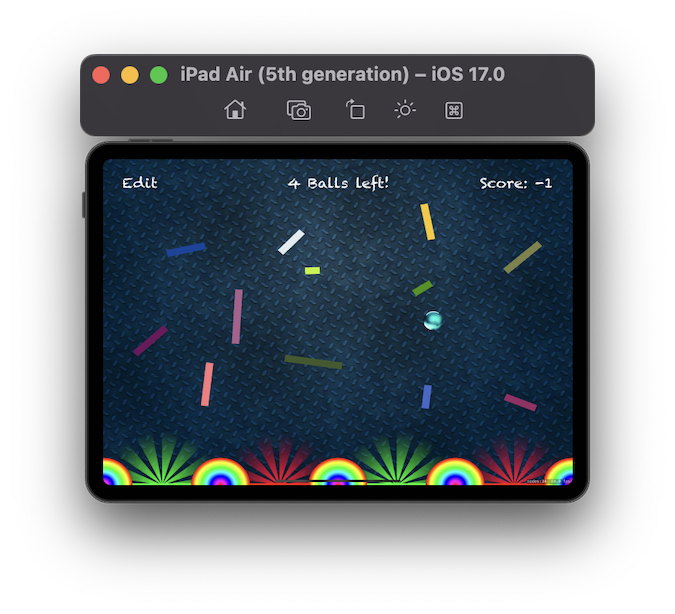 iPad Air (5th generation) – iOS 17.0
Edit
4 Balls left!
Score: -1